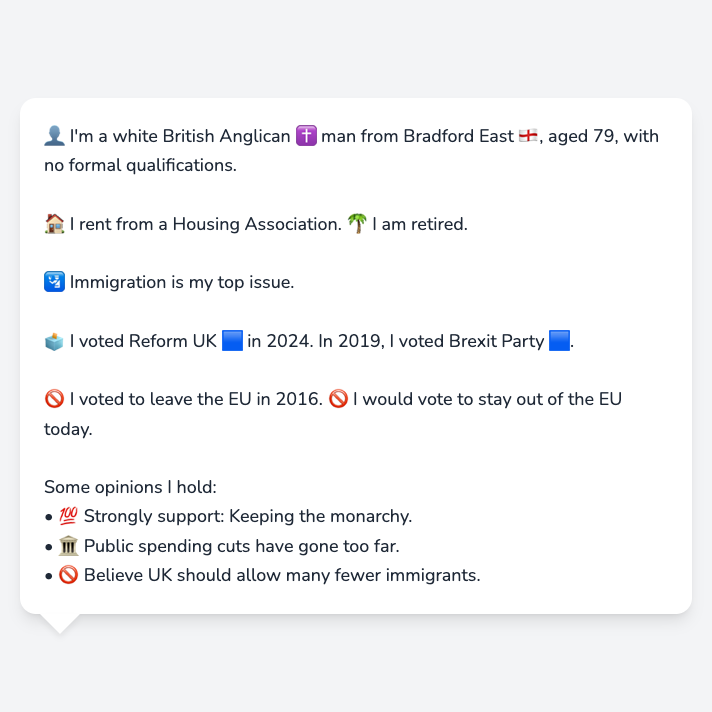 👤 I'm a white British Anglican ✝️ man from Bradford East 🏴󠁧󠁢󠁥󠁮󠁧󠁿, aged 79, with
no formal qualifications.
🏠 I rent from a Housing Association. 🌴 I am retired.
🛂 Immigration is my top issue.
🗳️ I voted Reform UK 🟦 in 2024. In 2019, I voted Brexit Party 🟦.
🚫 I voted to leave the EU in 2016. 🚫 I would vote to stay out of the EU
today.
Some opinions I hold:
• 💯 Strongly support: Keeping the monarchy.
• 🏛️ Public spending cuts have gone too far.
• 🚫 Believe UK should allow many fewer immigrants.